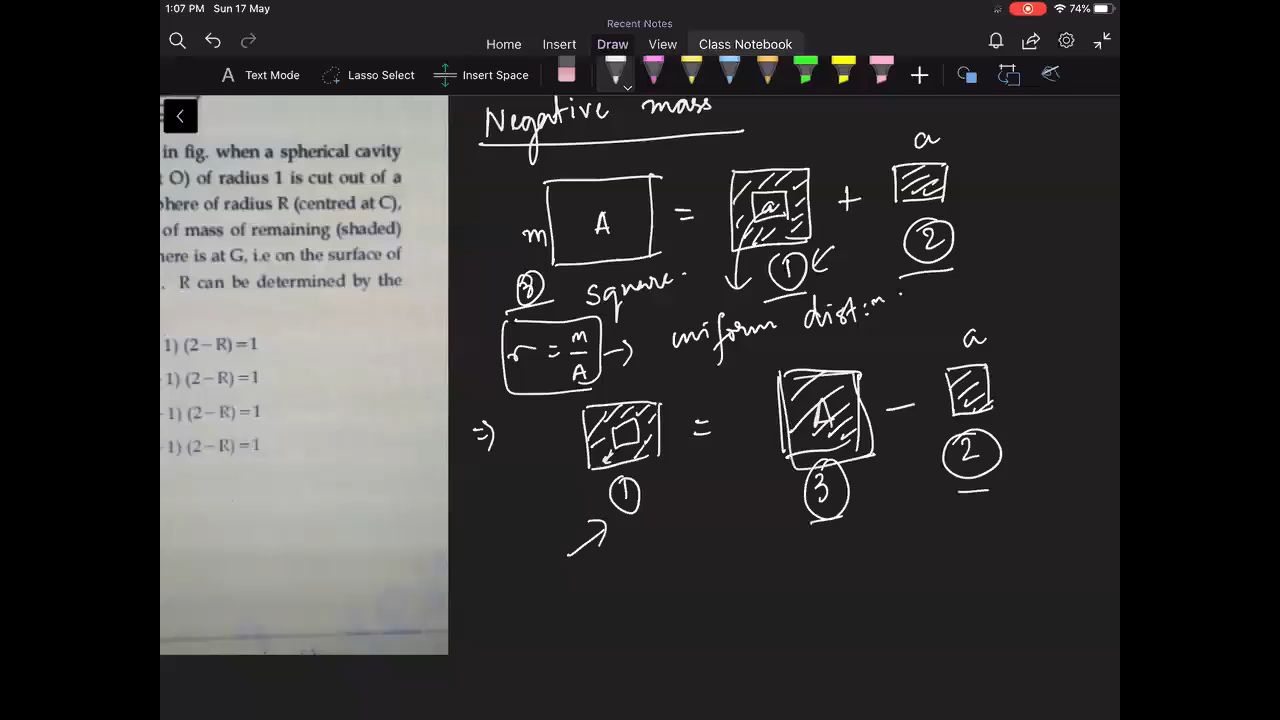 1:07 PM Sun 17 May
74%
Recent Notes
Home Insert Draw View Class Notebook
Text Mode Lasso Select Insert Space
in fig. when a spherical cavity
O) of radius 1 is cut out of a
here of radius R (centred at C),
of mass of remaining (shaded)
here is at G, i.e on the surface of
. R can be determined by the
1) (2−R)=1
1) (2−R)=1
1) (2−R)=1
1) (2−R)=1
Negative mass
a
m A = a +
① ②
③ square.
σ = m/A → uniform distⁿ.
a
⇒ = A −
① ③ ②